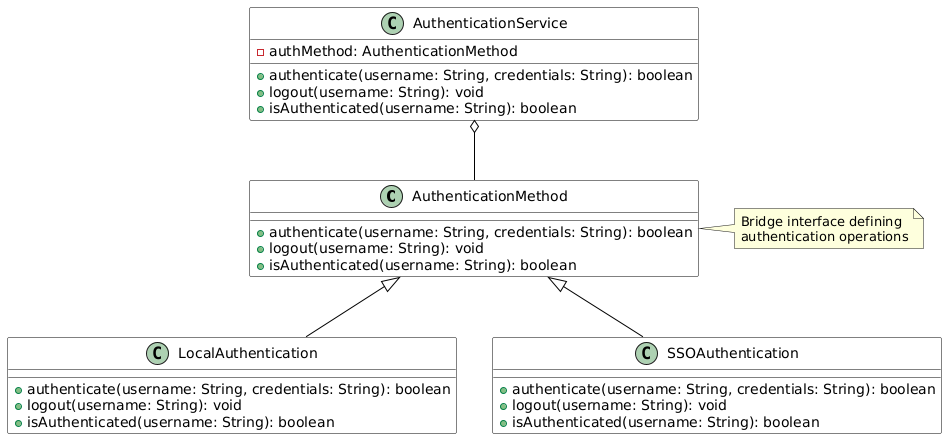 C AuthenticationService
authMethod: AuthenticationMethod
authenticate(username: String, credentials: String): boolean
logout(username: String): void
isAuthenticated(username: String): boolean
C AuthenticationMethod
authenticate(username: String, credentials: String): boolean
logout(username: String): void
isAuthenticated(username: String): boolean
Bridge interface defining
authentication operations
C LocalAuthentication
authenticate(username: String, credentials: String): boolean
logout(username: String): void
isAuthenticated(username: String): boolean
C SSOAuthentication
authenticate(username: String, credentials: String): boolean
logout(username: String): void
isAuthenticated(username: String): boolean